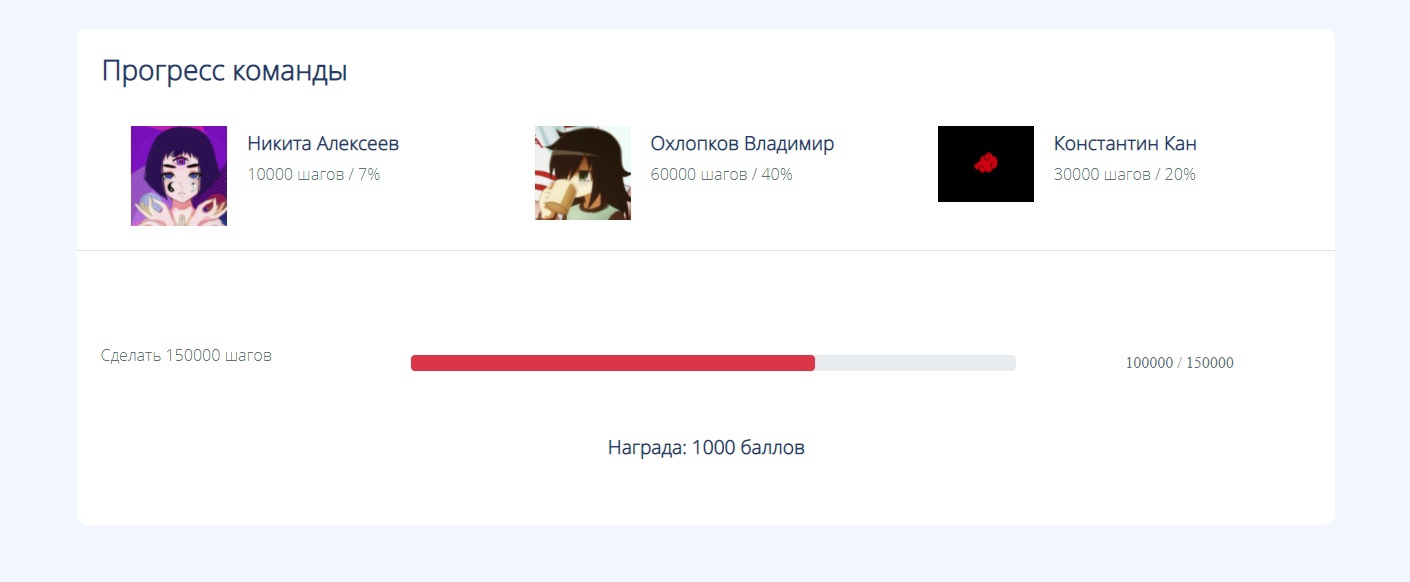 Прогресс команды
Никита Алексеев
10000 шагов / 7%
Охлопков Владимир
60000 шагов / 40%
Константин Кан
30000 шагов / 20%
Сделать 150000 шагов
100000 / 150000
Награда: 1000 баллов